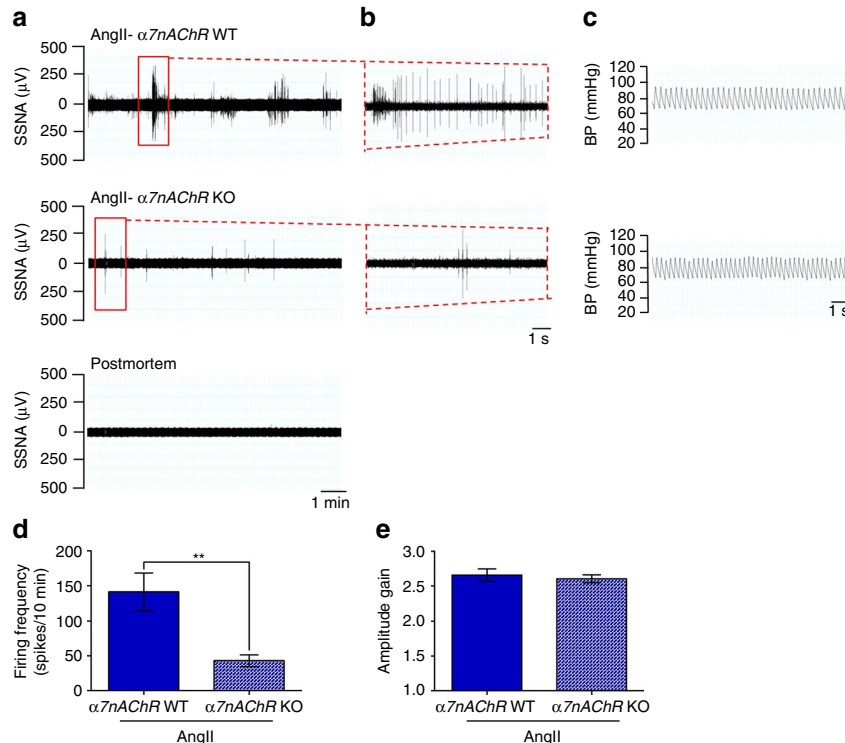 a
b
c
AngII- α7nAChR WT
SSNA (μV)
500
250
0
250
500
BP (mmHg)
120
100
80
60
40
20
AngII- α7nAChR KO
SSNA (μV)
500
250
0
250
500
1 s
BP (mmHg)
120
100
80
60
40
20
1 s
Postmortem
SSNA (μV)
500
250
0
250
500
1 min
d
Firing frequency
(spikes/10 min)
200
150
100
50
0
**
α7nAChR WT
α7nAChR KO
AngII
e
Amplitude gain
3.0
2.5
2.0
1.5
1.0
α7nAChR WT
α7nAChR KO
AngII